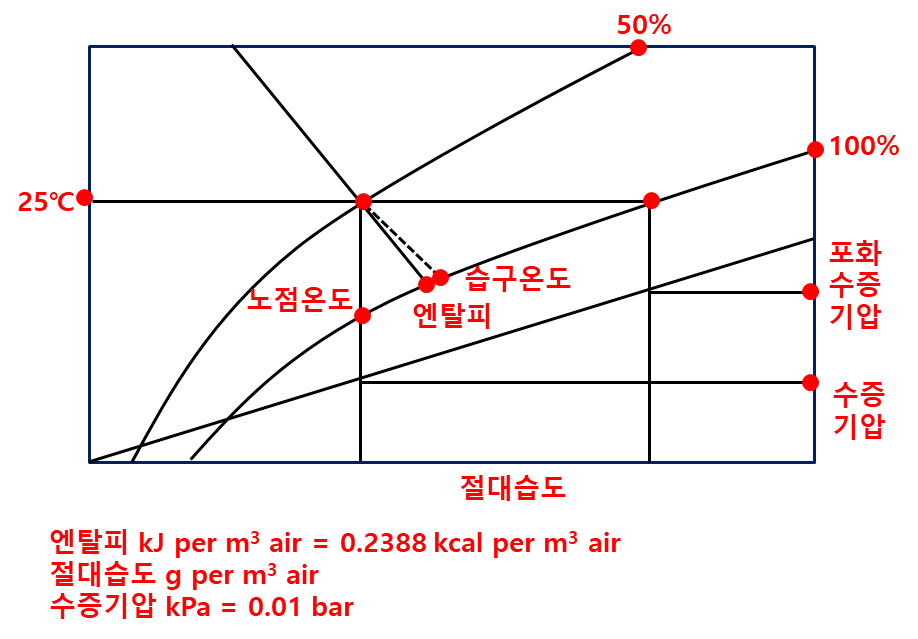 50%
100%
25℃
포화
수증
기압
노점온도
습구온도
엔탈피
수증
기압
절대습도
엔탈피 kJ per m³ air = 0.2388 kcal per m³ air
절대습도 g per m³ air
수증기압 kPa = 0.01 bar